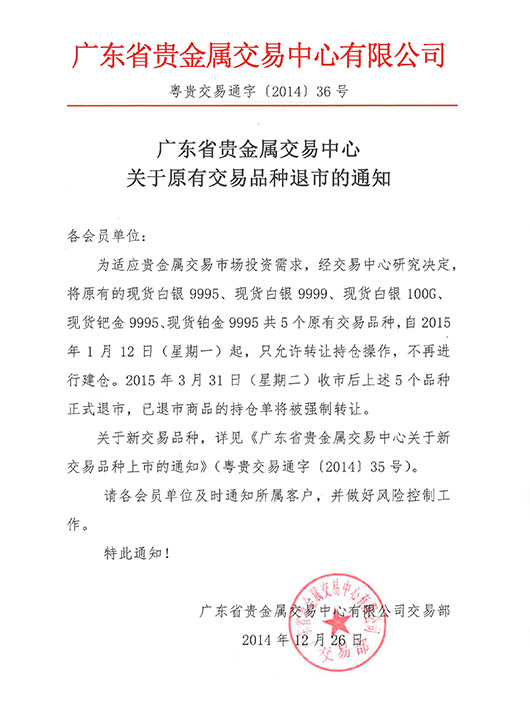 广东省贵金属交易中心有限公司
粤贵交易通字〔2014〕36 号
广东省贵金属交易中心
关于原有交易品种退市的通知
各会员单位：
为适应贵金属交易市场投资需求，经交易中心研究决定，
将原有的现货白银 9995、现货白银 9999、现货白银 100G、
现货钯金 9995、现货铂金 9995 共 5 个原有交易品种，自 2015
年 1 月 12 日（星期一）起，只允许转让持仓操作，不再进
行建仓。2015 年 3 月 31 日（星期二）收市后上述 5 个品种
正式退市，已退市商品的持仓单将被强制转让。
关于新交易品种，详见《广东省贵金属交易中心关于新
交易品种上市的通知》（粤贵交易通字〔2014〕35 号）。
请各会员单位及时通知所属客户，并做好风险控制工
作。
特此通知！
广东省贵金属交易中心有限公司交易部
2014 年 12 月 26 日
广东省贵金属交易中心有限公司
交易部